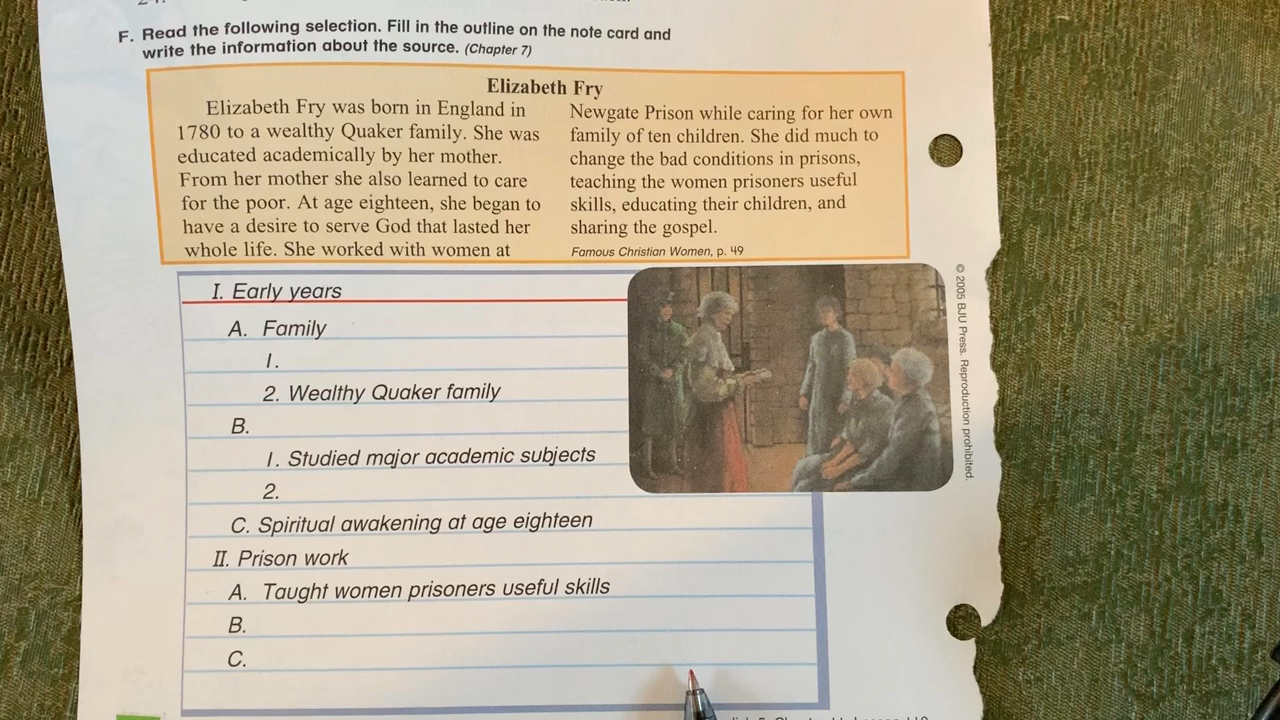 F. Read the following selection. Fill in the outline on the note card and
write the information about the source. (Chapter 7)
Elizabeth Fry
Elizabeth Fry was born in England in
1780 to a wealthy Quaker family. She was
educated academically by her mother.
From her mother she also learned to care
for the poor. At age eighteen, she began to
have a desire to serve God that lasted her
whole life. She worked with women at
Newgate Prison while caring for her own
family of ten children. She did much to
change the bad conditions in prisons,
teaching the women prisoners useful
skills, educating their children, and
sharing the gospel.
Famous Christian Women, p. 49
I. Early years
A. Family
1.
2. Wealthy Quaker family
B.
1. Studied major academic subjects
2.
C. Spiritual awakening at age eighteen
II. Prison work
A. Taught women prisoners useful skills
B.
C.
© 2005 BJU Press. Reproduction prohibited.